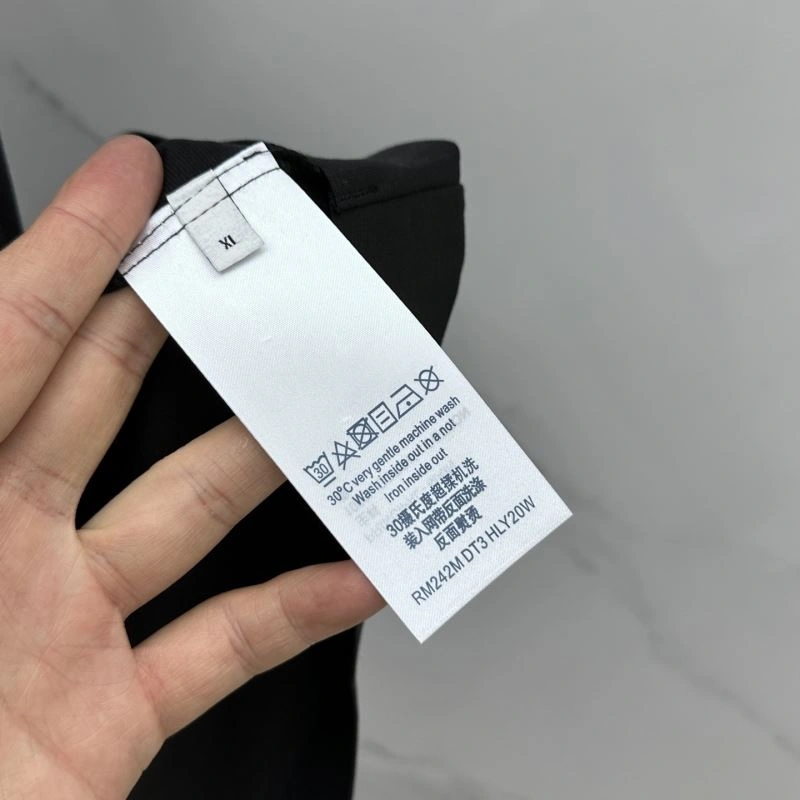 XL
30
30°C very gentle machine wash
Wash inside out in a not
iron inside out
30摄氏度超揉机洗
装入网带反面洗涤
反面熨烫
RM242M DT3 HLY20W